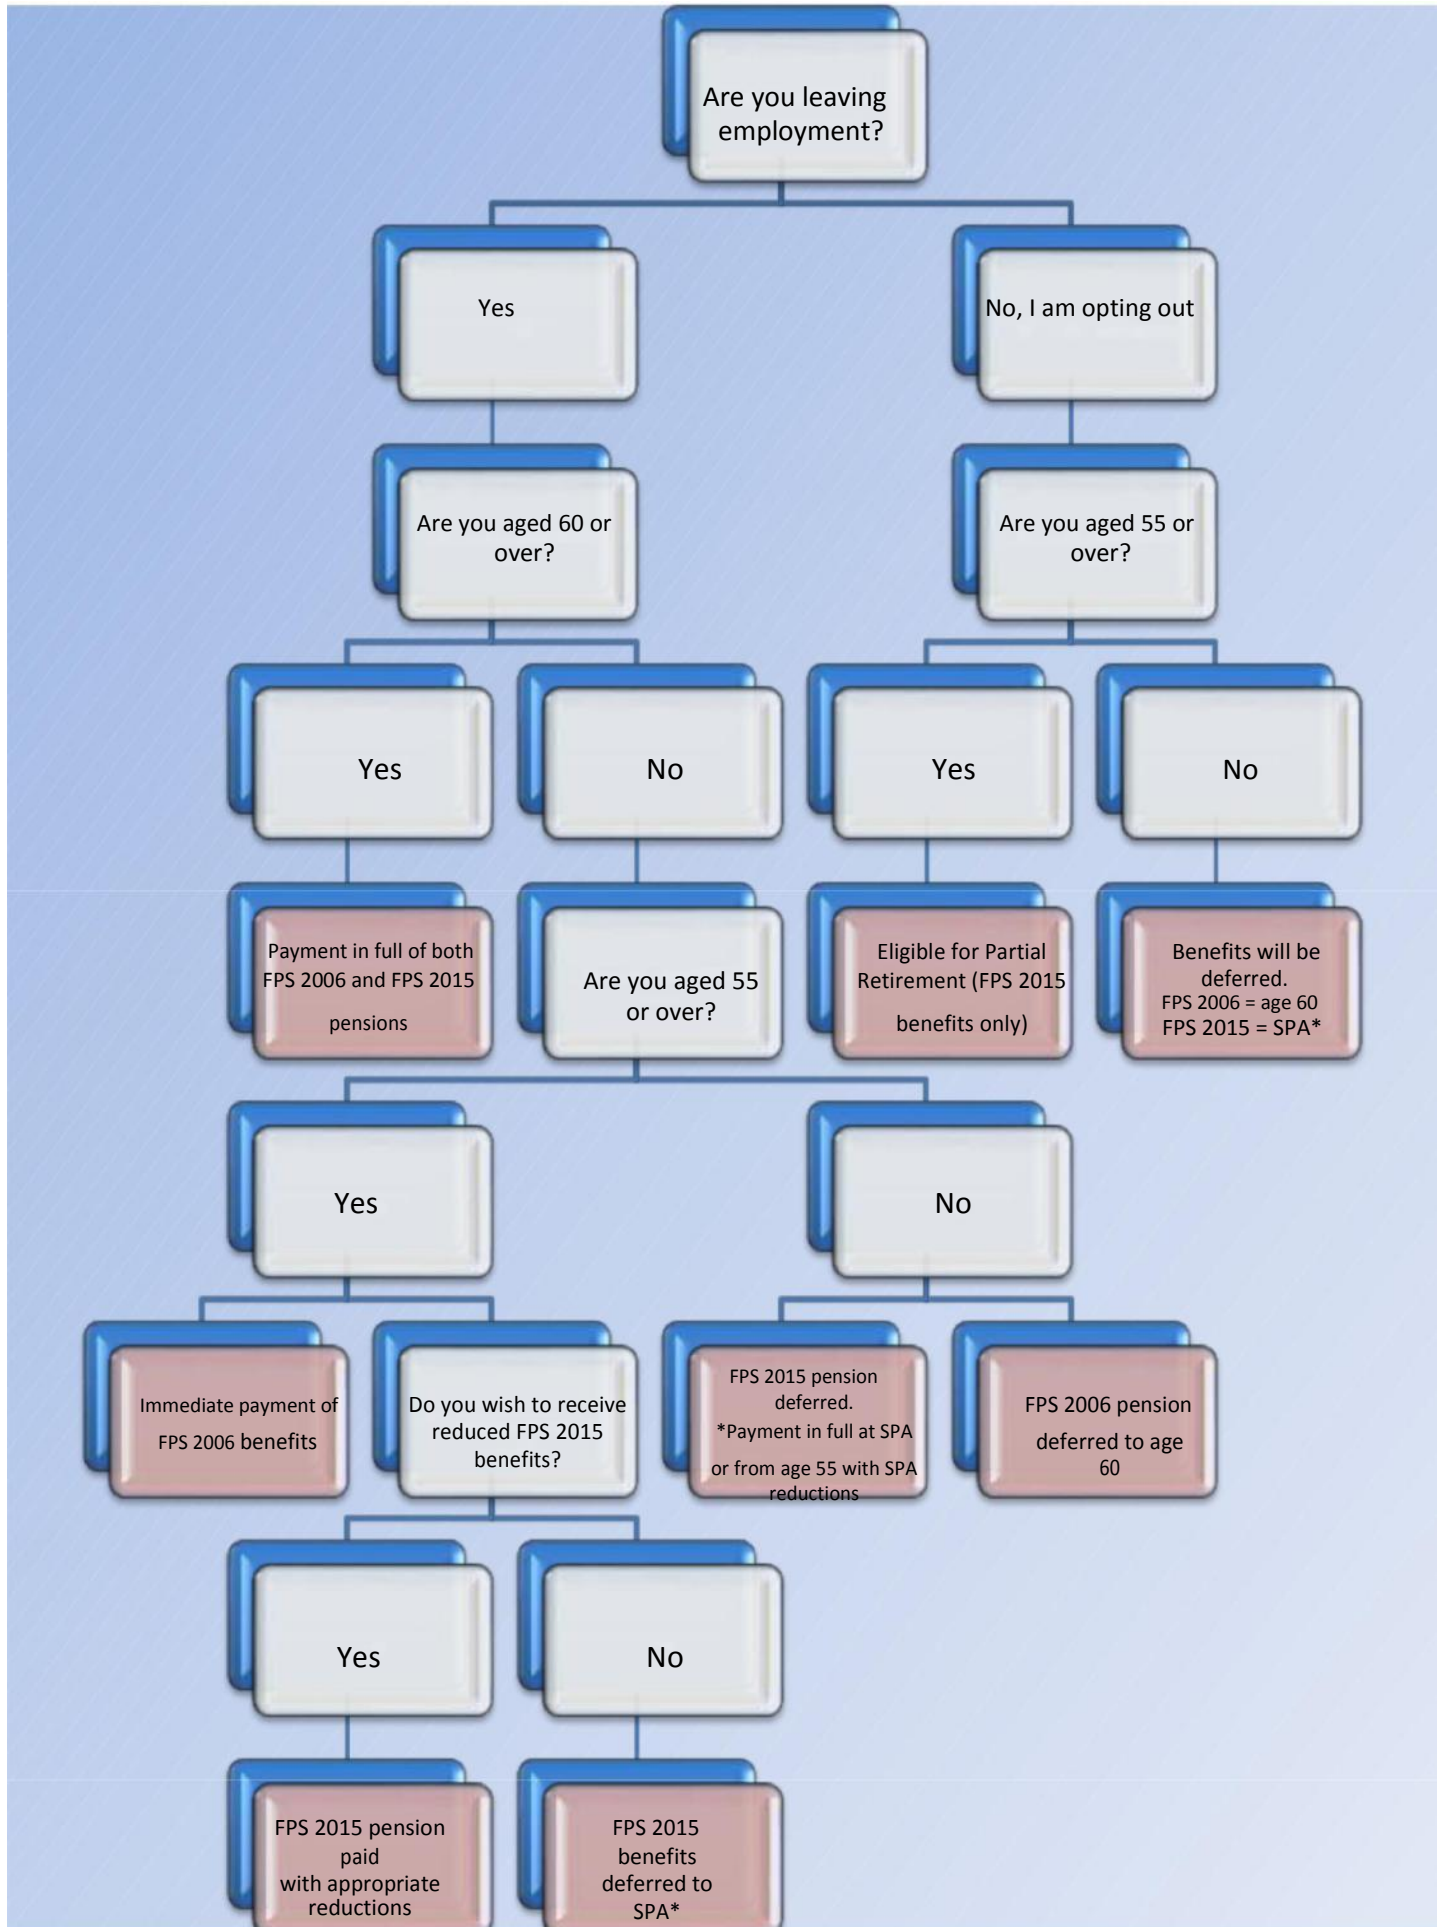 Are you leaving
employment?
Yes
No, I am opting out
Are you aged 60 or
over?
Are you aged 55 or
over?
Yes
No
Yes
No
Payment in full of both
FPS 2006 and FPS 2015
pensions
Are you aged 55
or over?
Eligible for Partial
Retirement (FPS 2015
benefits only)
Benefits will be
deferred.
FPS 2006 = age 60
FPS 2015 = SPA*
Yes
No
Immediate payment of
FPS 2006 benefits
Do you wish to receive
reduced FPS 2015
benefits?
FPS 2015 pension
deferred.
*Payment in full at SPA
or from age 55 with SPA
reductions
FPS 2006 pension
deferred to age
60
Yes
No
FPS 2015 pension
paid
with appropriate
reductions
FPS 2015
benefits
deferred to
SPA*